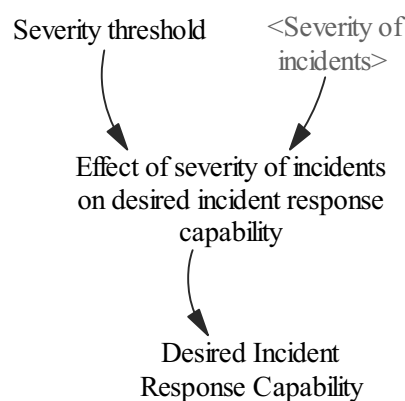 Severity threshold
<Severity of
incidents>
Effect of severity of incidents
on desired incident response
capability
Desired Incident
Response Capability